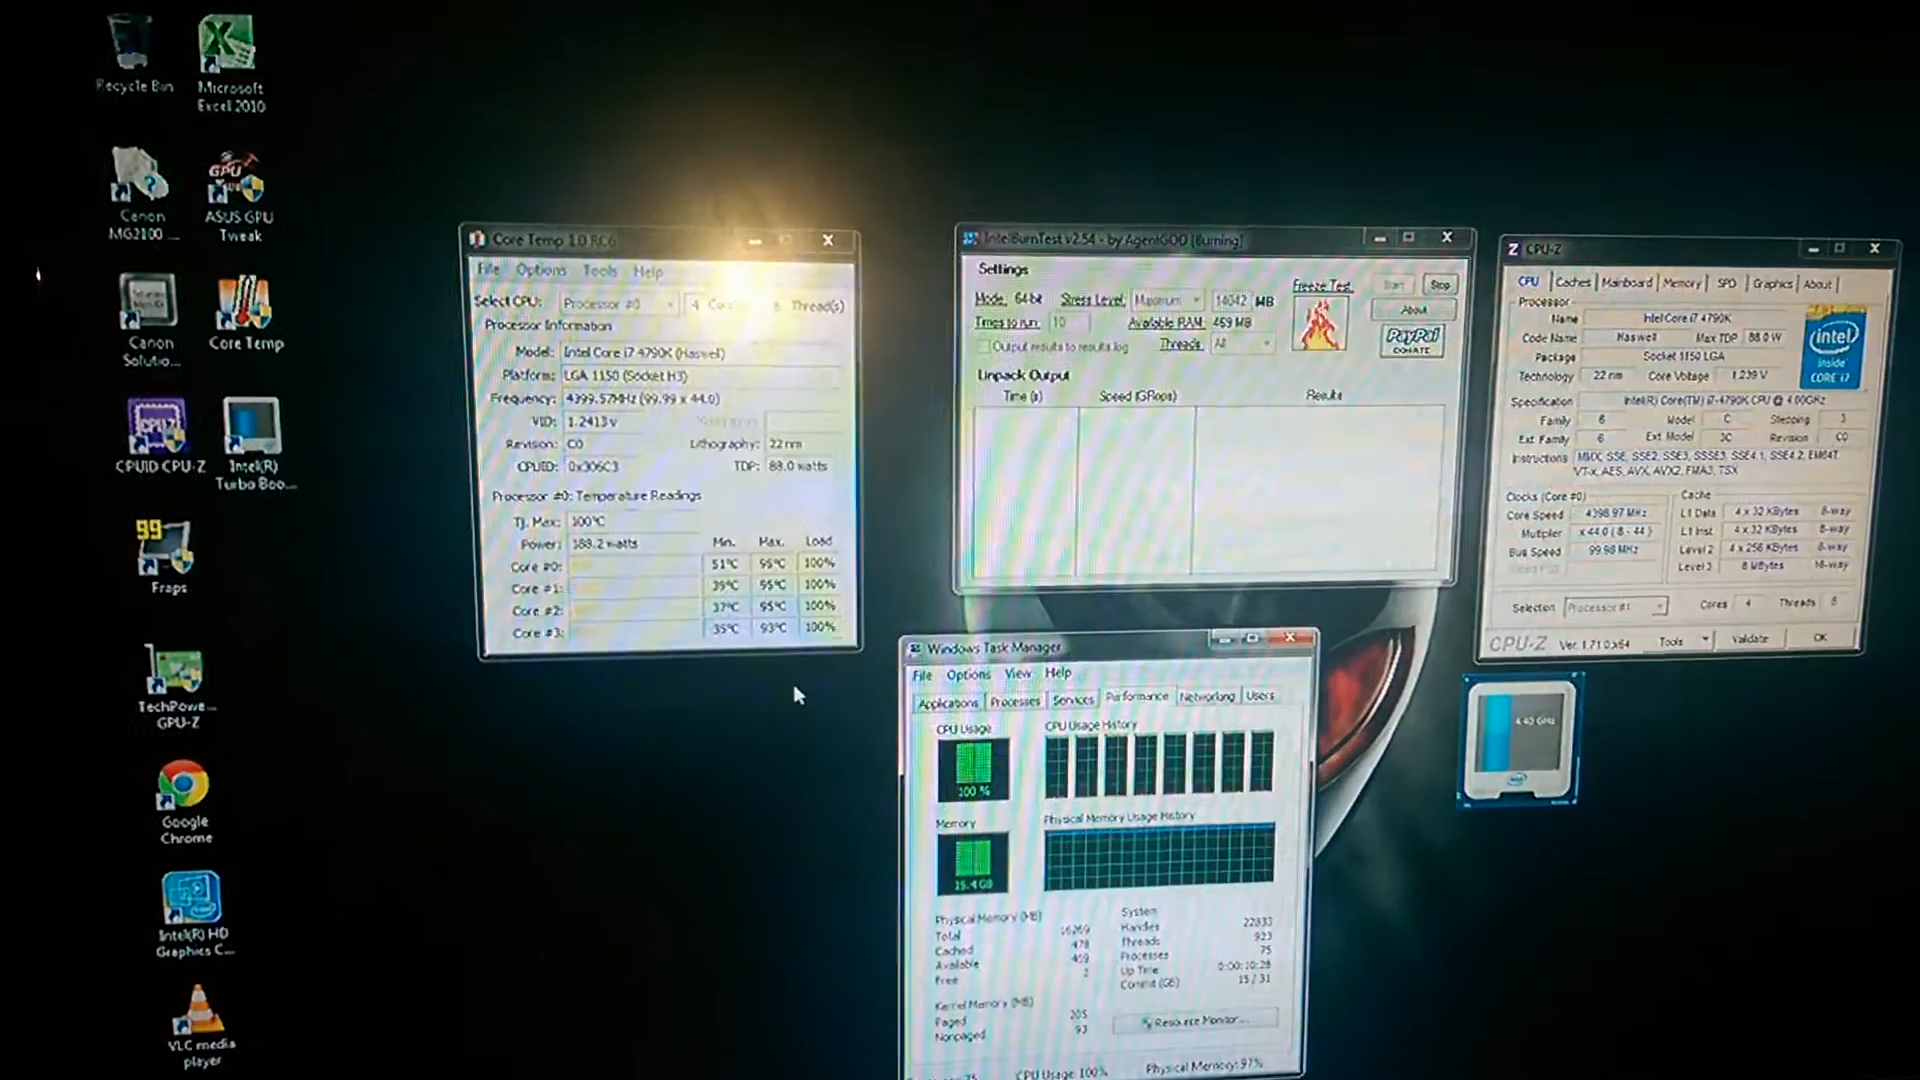 Recycle Bin
Microsoft
Excel 2010
Canon
MG2100 ...
GPU
ASUS GPU
Tweak
Canon
Solutio...
Core Temp
CPUID CPU-Z
Intel(R)
Turbo Boo...
99
Fraps
TechPowe...
GPU-Z
Google
Chrome
Intel(R) HD
Graphics C...
VLC media
player
Core Temp 1.0 RC6
File Options Tools Help
Select CPU: Processor #0 4 8 Thread(s)
Processor Information
Model: Intel Core i7 4790K (Haswell)
Platform: LGA 1150 (Socket H3)
Frequency: 4399.57MHz (99.99 x 44.0)
VID: 1.2413 v
Revision: C0 Lithography: 22 nm
CPUID: 0x306C3 TDP: 88.0 watts
Processor #0: Temperature Readings
Tj. Max: 100°C
Power: watts Min. Max. Load
Core #0: 51°C 95°C 100%
Core #1: 39°C 95°C 100%
Core #2: 37°C 95°C 100%
Core #3: 35°C 93°C 100%
IntelBurnTest v2.54 - by AgentGOD [Burning]
Settings
Mode: 64-bit Stress Level: Maximum 14042 MB
Times to run: 10 Available RAM: 459 MB
Output results to results log Threads: All
Freeze Test
Start Stop
About
PayPal
DONATE
Linpack Output
Time (s) Speed (GFlops) Results
Windows Task Manager
File Options View Help
Applications Processes Services Performance Networking Users
CPU Usage CPU Usage History
100 %
Memory Physical Memory Usage History
15.4 GB
Physical Memory (MB)
Total 16269
Cached 478
Available 459
Free 2
Kernel Memory (MB)
Paged 205
Nonpaged 93
System
Handles 22833
Threads 923
Processes 75
Up Time 0:00:10:28
Commit (GB) 15 / 31
Resource Monitor...
CPU Usage: 100% Physical Memory: 97%
CPU-Z
CPU Caches Mainboard Memory SPD Graphics About
Processor
Name Intel Core i7 4790K
Code Name Haswell Max TDP 88.0 W
Package Socket 1150 LGA
Technology 22 nm Core Voltage 1.239 V
intel
inside
CORE i7
Specification Intel(R) Core(TM) i7-4790K CPU @ 4.00GHz
Family 6 Model C Stepping 3
Ext. Family 6 Ext. Model 3C Revision C0
Instructions MMX, SSE, SSE2, SSE3, SSSE3, SSE4.1, SSE4.2, EM64T,
VT-x, AES, AVX, AVX2, FMA3, TSX
Clocks (Core #0) Cache
Core Speed 4398.97 MHz L1 Data 4 x 32 KBytes 8-way
Multiplier x 44.0 ( 8 - 44 ) L1 Inst. 4 x 32 KBytes 8-way
Bus Speed 99.98 MHz Level 2 4 x 256 KBytes 8-way
Level 3 8 MBytes 16-way
Selection Processor #1 Cores 4 Threads 8
CPU-Z Ver. 1.71.0.x64 Tools Validate OK
4.40 GHz
intel